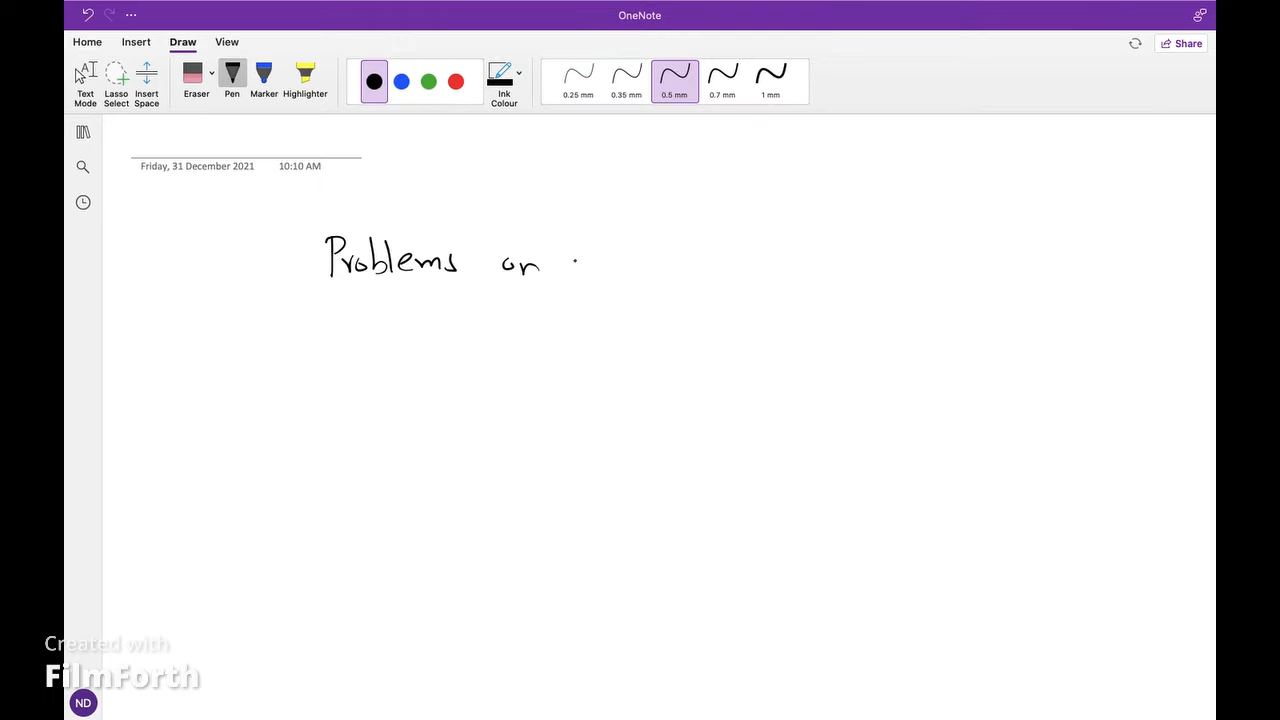 OneNote
Home Insert Draw View Share
Text Mode Lasso Select Insert Space Eraser Pen Marker Highlighter Ink Colour 0.25 mm 0.35 mm 0.5 mm 0.7 mm 1 mm
Friday, 31 December 2021 10:10 AM
Problems on
Created with
FilmForth
ND